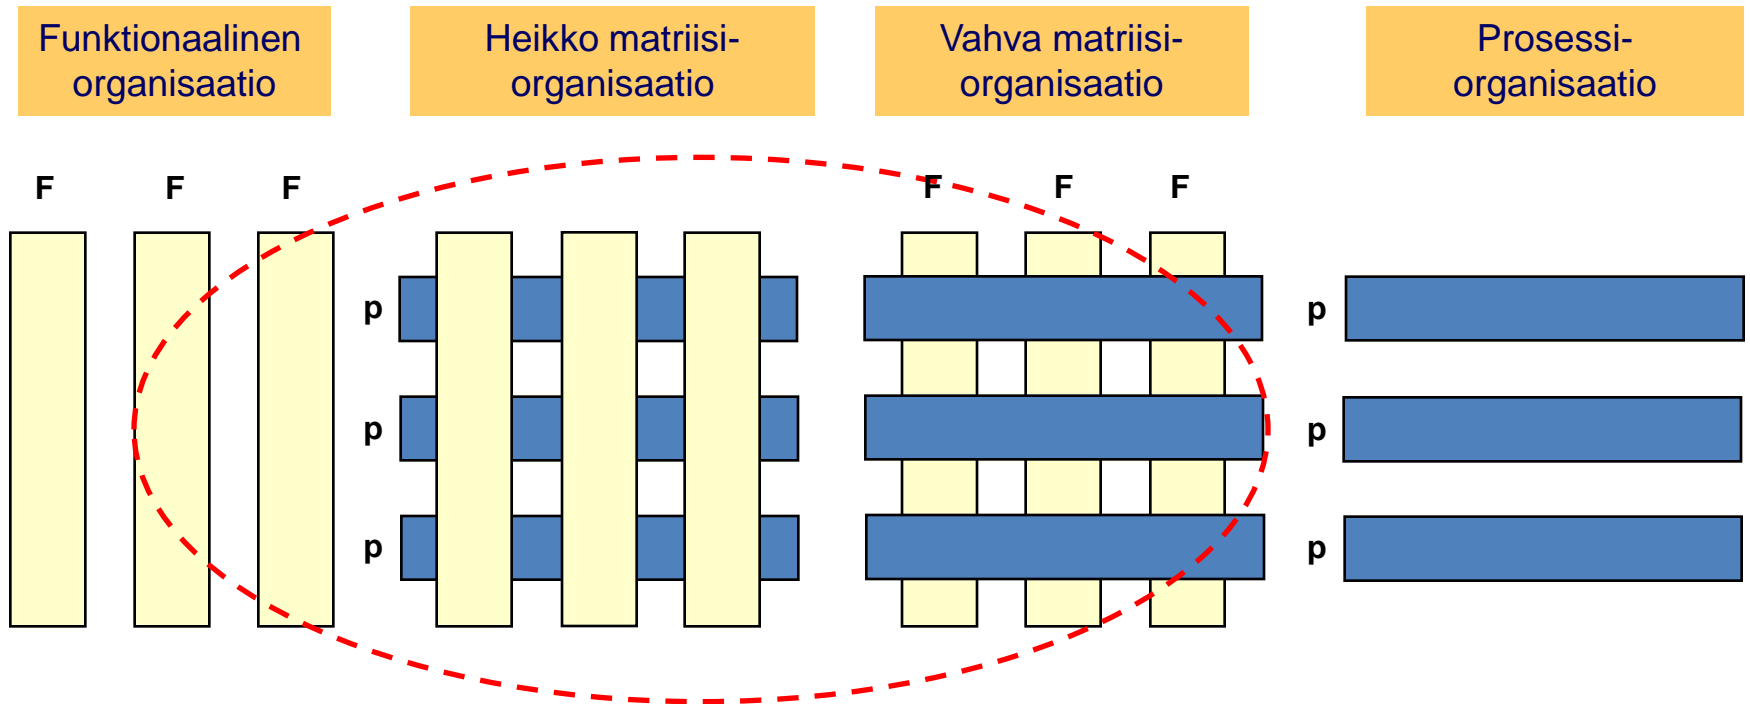 Funktionaalinen
organisaatio
Heikko matriisi-
organisaatio
Vahva matriisi-
organisaatio
Prosessi-
organisaatio
F F F F F F
p p
p p
p p